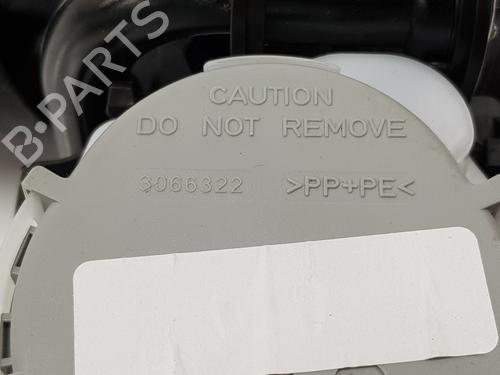 B-PARTS
CAUTION
DO NOT REMOVE
3066322 >PP+PE<